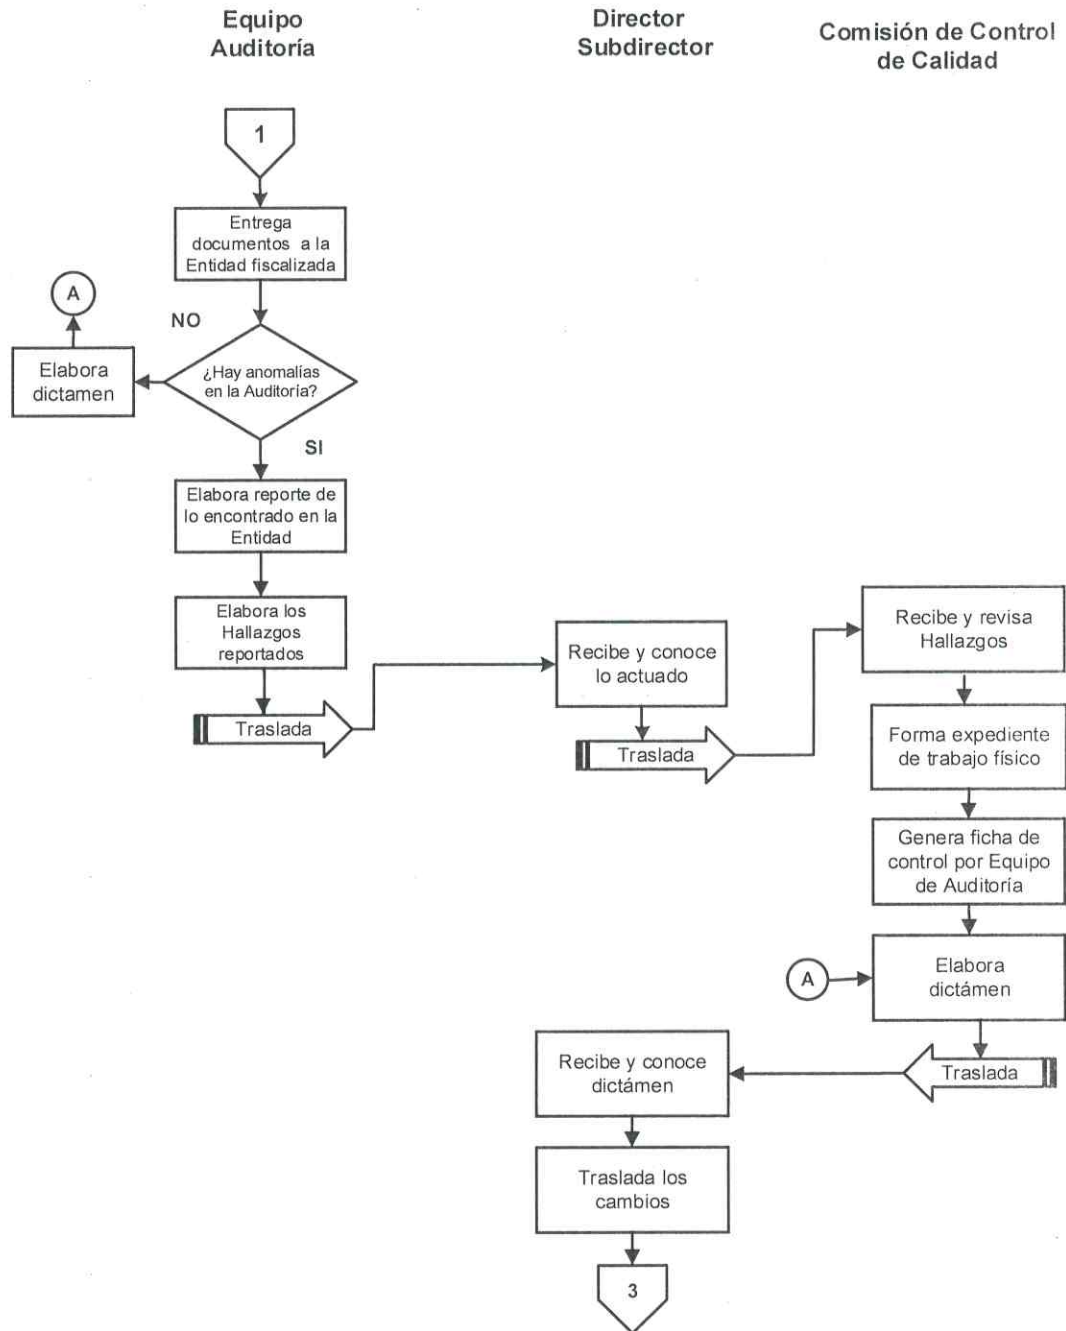 Equipo
Auditoría
Director
Subdirector
Comisión de Control
de Calidad
1
Entrega
documentos a la
Entidad fiscalizada
A
NO
Elabora
dictamen
¿Hay anomalías
en la Auditoría?
SI
Elabora reporte de
lo encontrado en la
Entidad
Elabora los
Hallazgos
reportados
Traslada
Recibe y conoce
lo actuado
Traslada
Recibe y revisa
Hallazgos
Forma expediente
de trabajo físico
Genera ficha de
control por Equipo
de Auditoría
A
Elabora
dictámen
Traslada
Recibe y conoce
dictámen
Traslada los
cambios
3